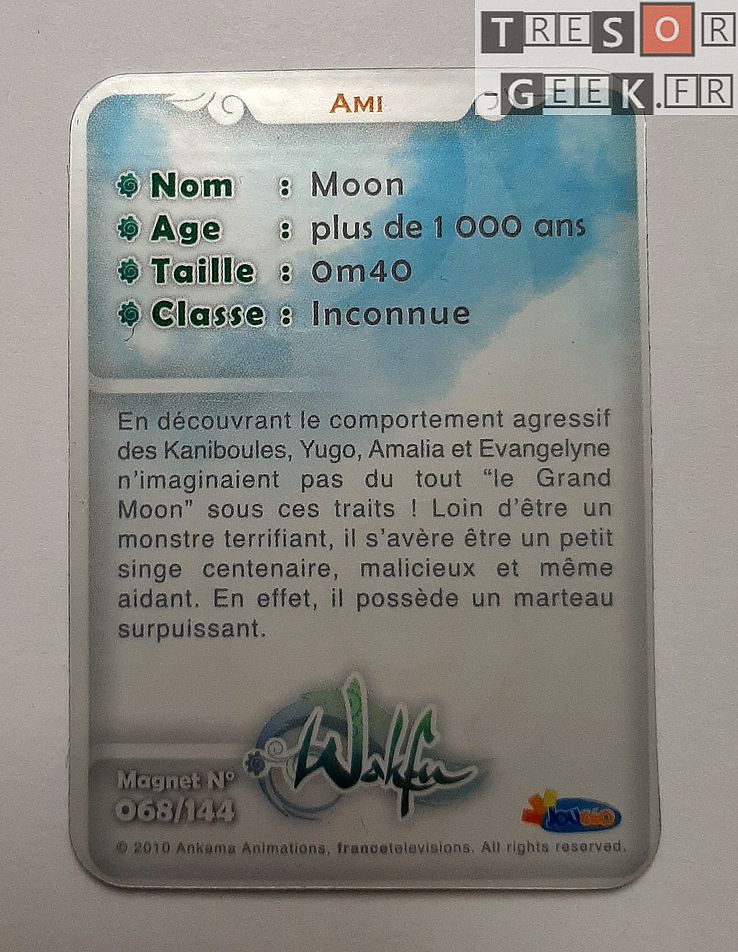 TRESOR
GEEK.FR
AMI
Nom : Moon
Age : plus de 1 000 ans
Taille : 0m40
Classe : Inconnue
En découvrant le comportement agressif
des Kaniboules, Yugo, Amalia et Evangelyne
n'imaginaient pas du tout "le Grand
Moon" sous ces traits ! Loin d'être un
monstre terrifiant, il s'avère être un petit
singe centenaire, malicieux et même
aidant. En effet, il possède un marteau
surpuissant.
Wakfu
Magnet N°
068/144
© 2010 Ankama Animations, francetelevisions. All rights reserved.